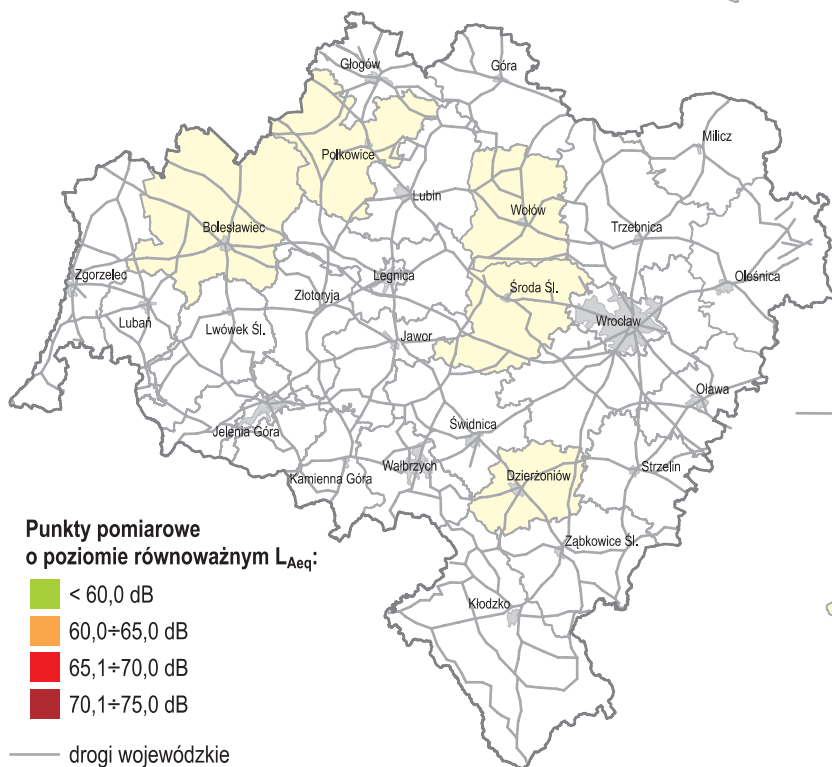 Głogów
Góra
Milicz
Polkowice
Lubin
Wołów
Trzebnica
Bolesławiec
Oleśnica
Zgorzelec
Legnica
Złotoryja
Środa Śl.
Wrocław
Lubań
Lwówek Śl.
Jawor
Oława
Świdnica
Jelenia Góra
Wałbrzych
Strzelin
Kamienna Góra
Dzierżoniów
Ząbkowice Śl.
Kłodzko
Punkty pomiarowe
o poziomie równoważnym LAeq:
< 60,0 dB
60,0÷65,0 dB
65,1÷70,0 dB
70,1÷75,0 dB
drogi wojewódzkie